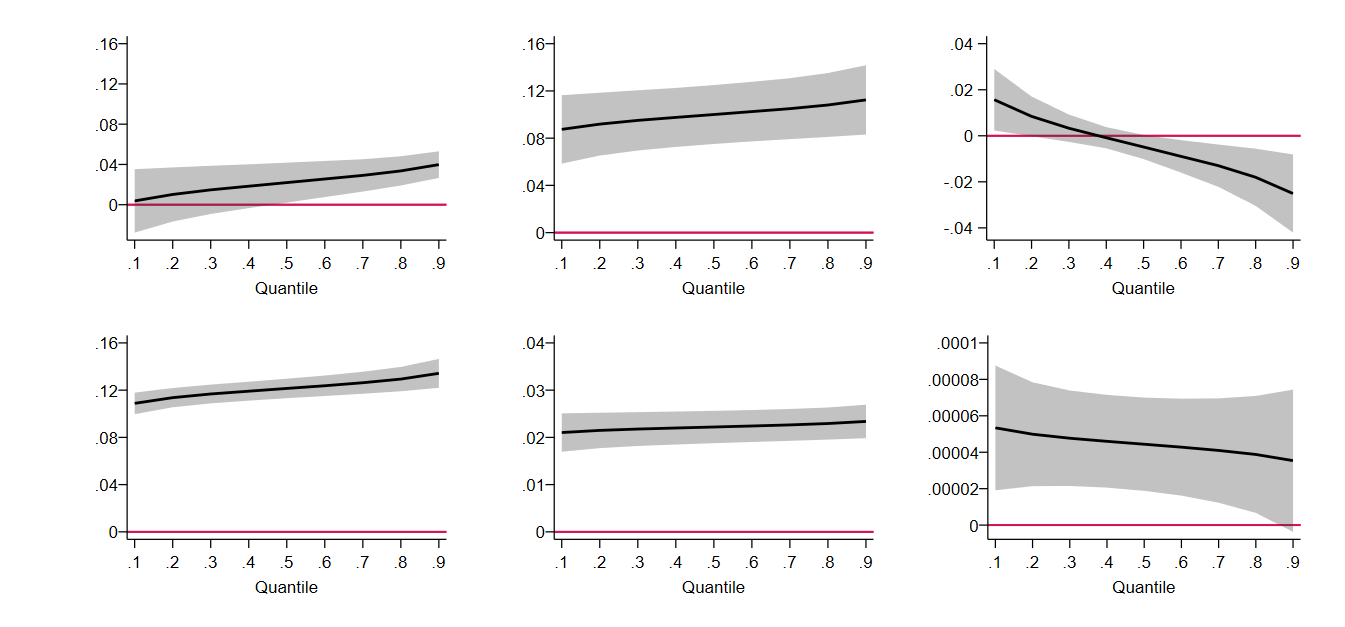 .16
.12
.08
.04
0
.1 .2 .3 .4 .5 .6 .7 .8 .9
Quantile
.16
.12
.08
.04
0
.1 .2 .3 .4 .5 .6 .7 .8 .9
Quantile
.04
.02
0
-.02
-.04
.1 .2 .3 .4 .5 .6 .7 .8 .9
Quantile
.16
.12
.08
.04
0
.1 .2 .3 .4 .5 .6 .7 .8 .9
Quantile
.04
.03
.02
.01
0
.1 .2 .3 .4 .5 .6 .7 .8 .9
Quantile
.0001
.00008
.00006
.00004
.00002
0
.1 .2 .3 .4 .5 .6 .7 .8 .9
Quantile